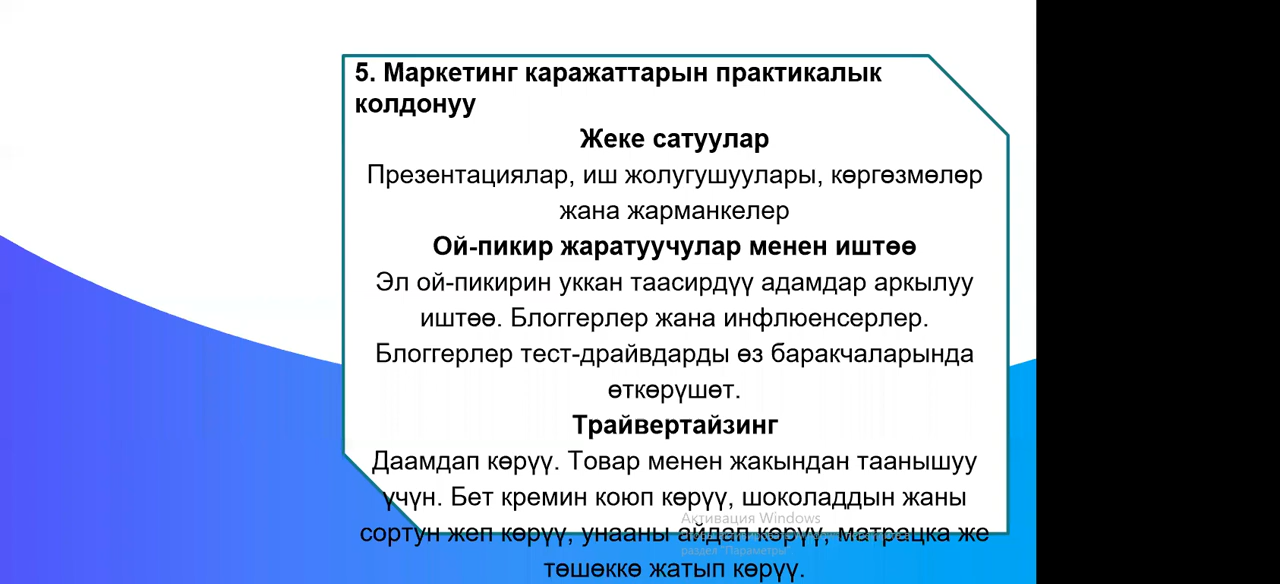 5. Маркетинг каражаттарын практикалык
колдонуу
Жеке сатуулар
Презентациялар, иш жолугушуулары, көргөзмөлөр
жана жарманкелер
Ой-пикир жаратуучулар менен иштөө
Эл ой-пикирин уккан таасирдүү адамдар аркылуу
иштөө. Блоггерлер жана инфлюенсерлер.
Блоггерлер тест-драйвдарды өз баракчаларында
өткөрүшөт.
Трайвертайзинг
Даамдап көрүү. Товар менен жакындан таанышуу
үчүн. Бет кремин коюп көрүү, шоколаддын жаны
Активация Windows
сортун жеп көрүү, унааны айдап көрүү, матрацка же
раздел "Параметры".
төшөккө жатып көрүү.